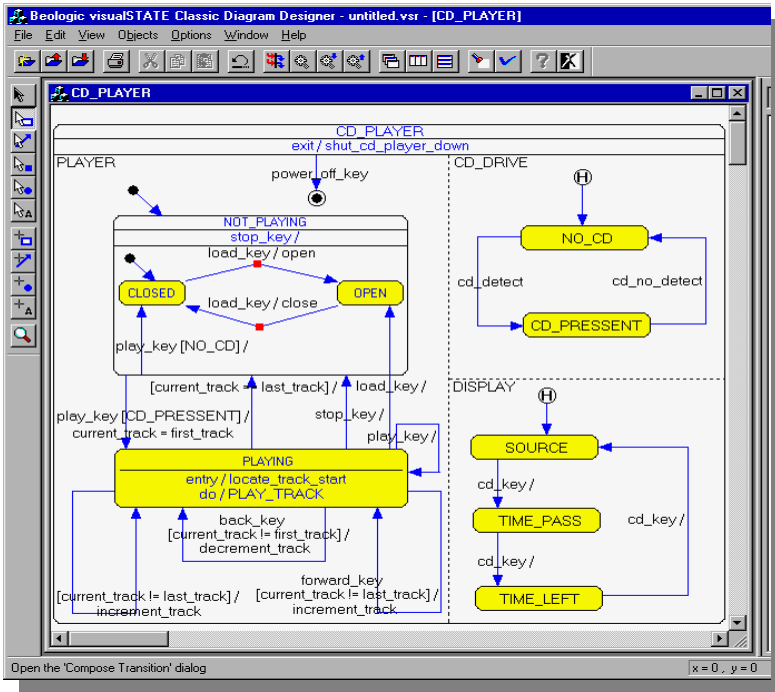 Beologic visualSTATE Classic Diagram Designer - untitled.vsr - [CD_PLAYER]
File Edit View Objects Options Window Help
CD_PLAYER
CD_PLAYER
exit / shut_cd_player_down
PLAYER
power_off_key
NOT_PLAYING
stop_key /
load_key / open
CLOSED
OPEN
load_key / close
play_key [NO_CD] /
[current_track == last_track] /
load_key /
play_key [CD_PRESSENT] /
current_track = first_track
stop_key /
play_key /
PLAYING
entry / locate_track_start
do / PLAY_TRACK
back_key
[current_track != first_track] /
decrement_track
[current_track != last_track] /
increment_track
forward_key
[current_track != last_track] /
increment_track
CD_DRIVE
H
NO_CD
cd_detect
cd_no_detect
CD_PRESSENT
DISPLAY
H
SOURCE
cd_key /
TIME_PASS
cd_key /
cd_key /
TIME_LEFT
Open the 'Compose Transition' dialog
x = 0 , y = 0